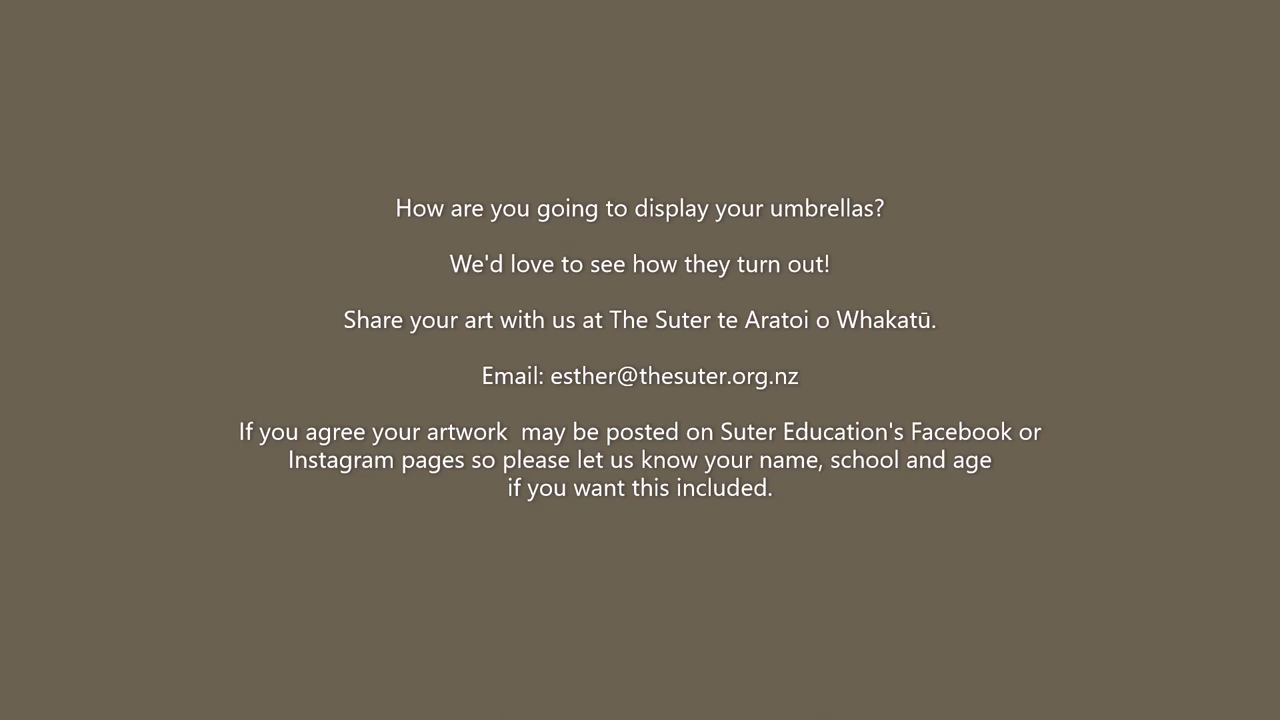 How are you going to display your umbrellas?
We'd love to see how they turn out!
Share your art with us at The Suter te Aratoi o Whakatū.
Email: esther@thesuter.org.nz
If you agree your artwork  may be posted on Suter Education's Facebook or
Instagram pages so please let us know your name, school and age
if you want this included.